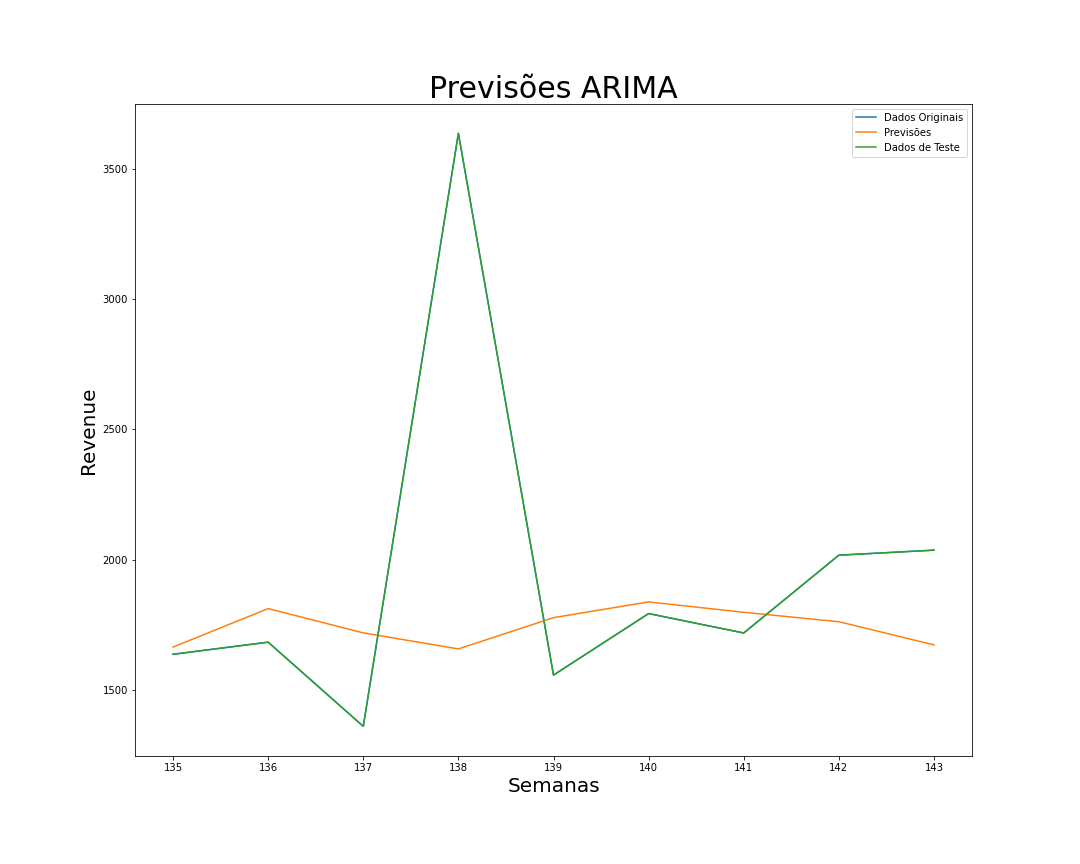 Previsões ARIMA
Dados Originais
Previsões
Dados de Teste
Revenue
3500
3000
2500
2000
1500
135 136 137 138 139 140 141 142 143
Semanas